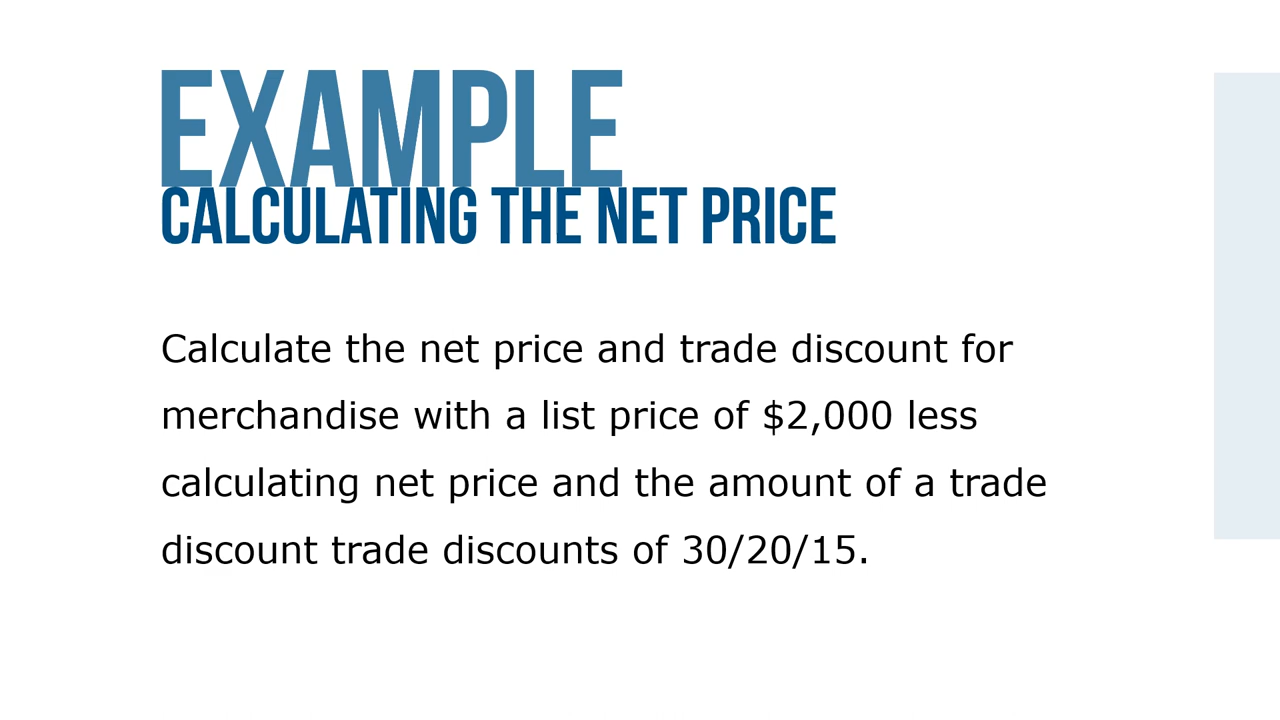 EXAMPLE
CALCULATING THE NET PRICE
Calculate the net price and trade discount for
merchandise with a list price of $2,000 less
calculating net price and the amount of a trade
discount trade discounts of 30/20/15.